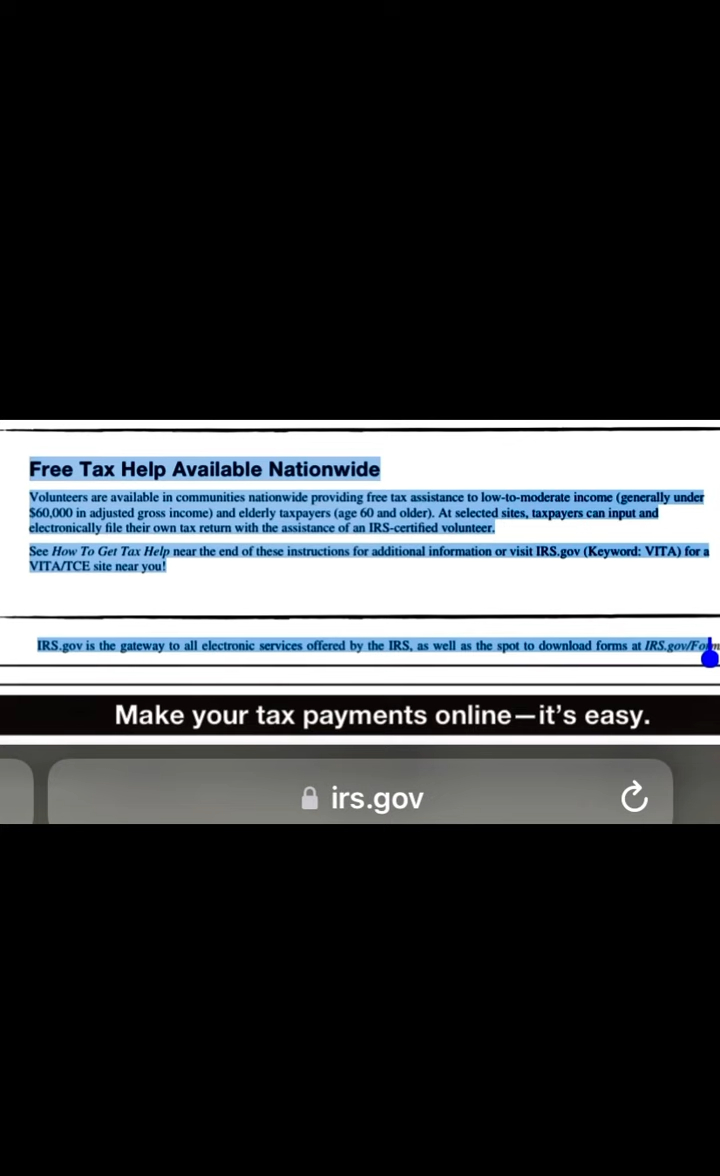 Free Tax Help Available Nationwide
Volunteers are available in communities nationwide providing free tax assistance to low-to-moderate income (generally under
$60,000 in adjusted gross income) and elderly taxpayers (age 60 and older). At selected sites, taxpayers can input and
electronically file their own tax return with the assistance of an IRS-certified volunteer.
See How To Get Tax Help near the end of these instructions for additional information or visit IRS.gov (Keyword: VITA) for a
VITA/TCE site near you!
IRS.gov is the gateway to all electronic services offered by the IRS, as well as the spot to download forms at IRS.gov/Form
Make your tax payments online—it's easy.
irs.gov